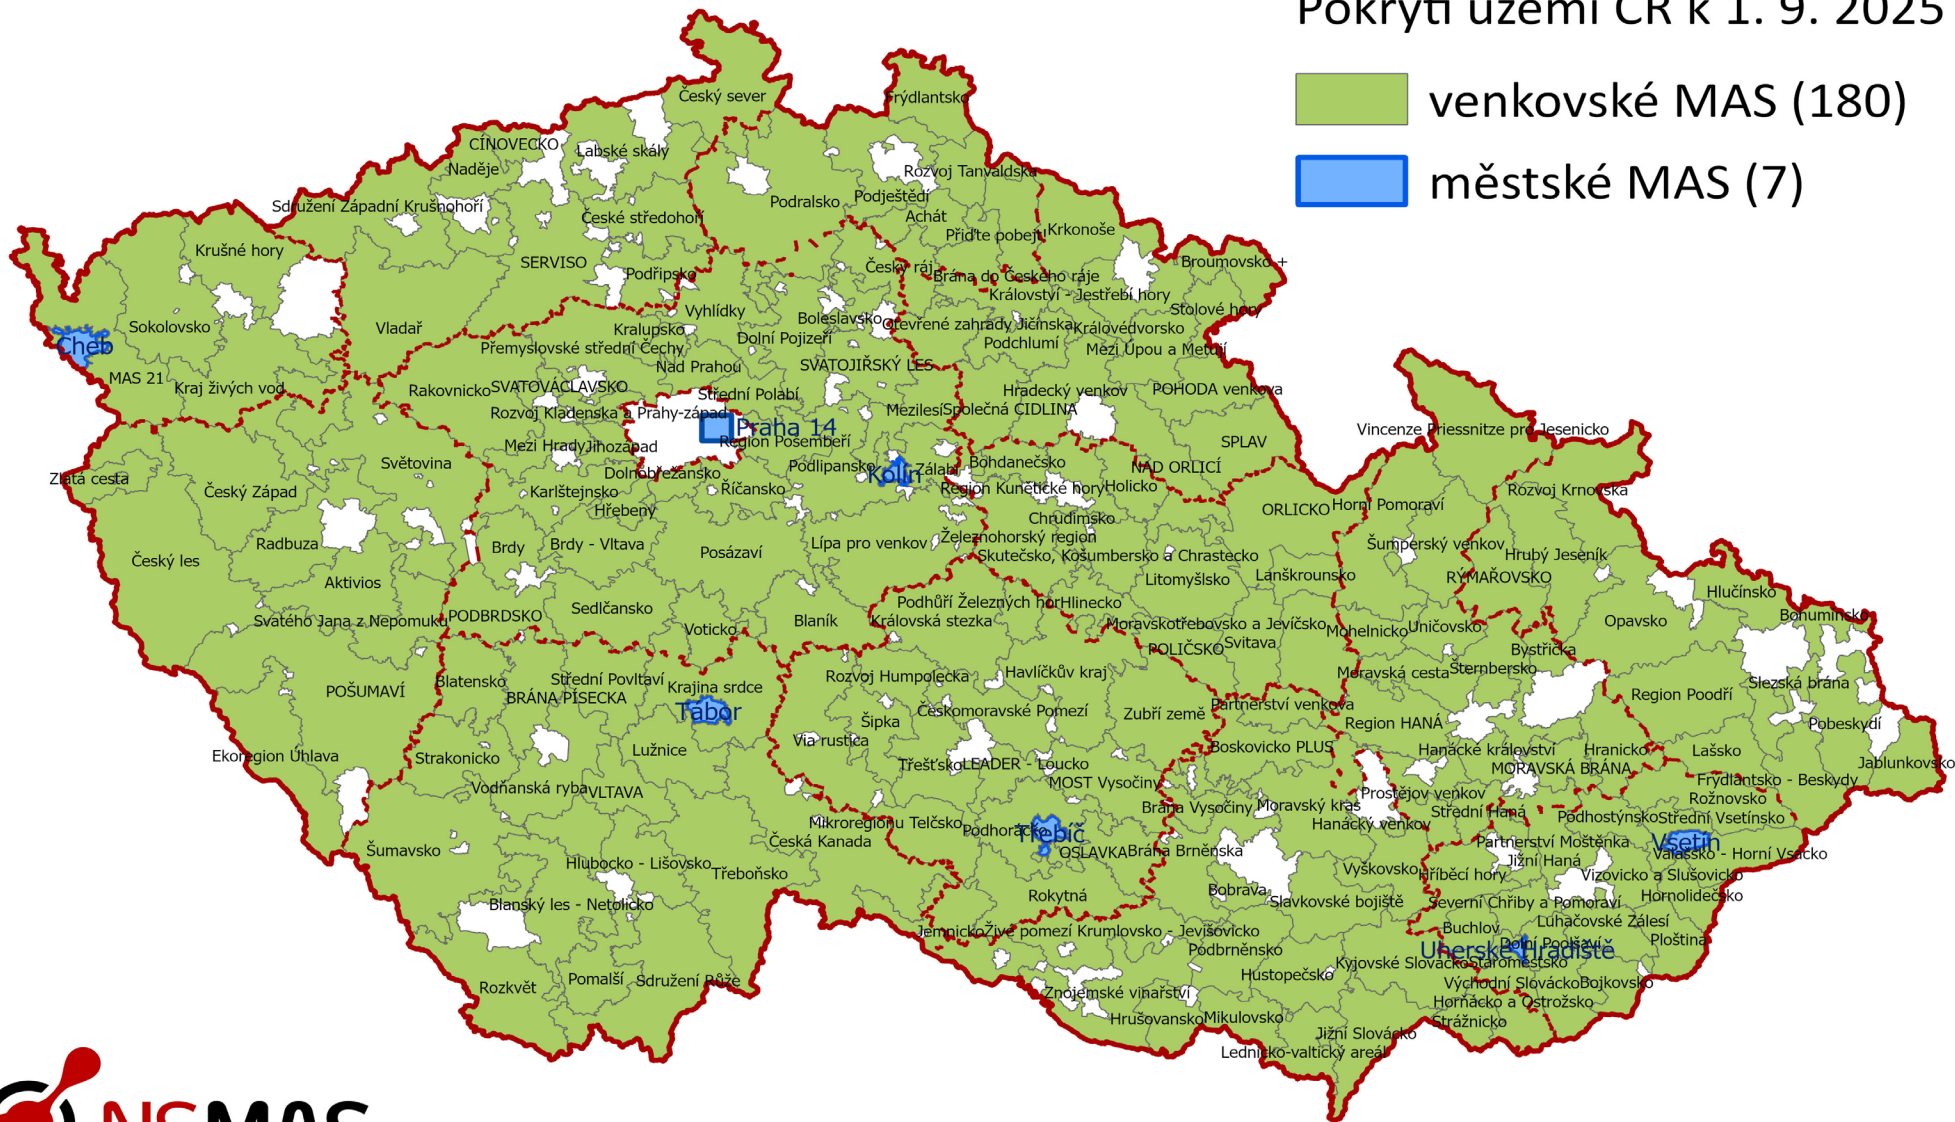 Pokrytí území ČR k 1. 9. 2025
venkovské MAS (180)
městské MAS (7)
Český sever
Frýdlantsko
CÍNOVECKO
Labské skály
Naděje
Rozvoj Tanvaldska
Podještědí
Podralsko
Sdružení Západní Krušnohoří
České středohoří
Achát
Přiďte pobejt!
Krkonoše
Krušné hory
SERVISO
Podřipsko
Český ráj
Brána do Českého ráje
Broumovsko +
Království - Jestřebí hory
Stolové hory
Vyhlídky
Boleslavsko
Otevřené zahrady Jičínska
Královédvorsko
Sokolovsko
Vladař
Kralupsko
Dolní Pojizeří
Podchlumí
Mezi Úpou a Metují
Cheb
Přemyslovské střední Čechy
Nad Prahou
SVATOJIŘSKÝ LES
MAS 21
Kraj živých vod
Rakovnicko
SVATOVÁCLAVSKO
Střední Polabí
Hradecký venkov
POHODA venkova
Rozvoj Kladenska a Prahy-západ
Mezilesí
Společná CIDLINA
Praha 14
Vincenze Priessnitze pro Jesenicko
Mezi Hrady
Jihozápad
Region Pošembeří
SPLAV
Světovina
Dolnobřežansko
Podlipansko
Kolín
Zálabí
Bohdanečsko
NAD ORLICÍ
Zlatá cesta
Český Západ
Karlštejnsko
Říčansko
Region Kunětické hory
Holicko
Rozvoj Krnovska
Hřebeny
Chrudimsko
ORLICKO
Horní Pomoraví
Radbuza
Brdy
Brdy - Vltava
Posázaví
Lípa pro venkov
Železnohorský region
Skutečsko, Košumbersko a Chrastecko
Šumperský venkov
Hrubý Jeseník
Český les
Aktivios
Litomyšlsko
Lanškrounsko
RÝMAŘOVSKO
Hlučínsko
Svatého Jana z Nepomuku
PODBRDSKO
Sedlčansko
Voticko
Blaník
Podhůří Železných hor
Hlinecko
Královská stezka
Moravskotřebovsko a Jevíčsko
Mohelnicko
Uničovsko
Opavsko
Bohumínsko
POLIČSKO
Svitava
Bystřička
POŠUMAVÍ
Blatensko
Střední Povltaví
BRÁNA PÍSECKA
Krajina srdce
Tábor
Rozvoj Humpolecka
Havlíčkův kraj
Moravská cesta
Šternbersko
Slezská brána
Region Poodří
Šipka
Českomoravské Pomezí
Zubří země
Partnerství venkova
Region HANÁ
Pobeskydí
Ekoregion Úhlava
Strakonicko
Lužnice
Via rustica
Třešťsko
LEADER - Loucko
Boskovicko PLUS
Hanácké království
Hranicko
Lašsko
Jablunkovsko
MORAVSKÁ BRÁNA
Vodňanská ryba
VLTAVA
MOST Vysočiny
Prostějov venkov
Frýdlantsko - Beskydy
Rožnovsko
Brána Vysočiny
Moravský kras
Hanácký venkov
Střední Haná
Podhostýnsko
Střední Vsetínsko
Šumavsko
Mikroregionu Telčsko
Česká Kanada
Podhorácko
Třebíč
OSLAVKA
Brána Brněnska
Partnerství Moštěnka
Vsetín
Valašsko - Horní Vsacko
Hlubocko - Lišovsko
Třeboňsko
Jižní Haná
Vyškovsko
Hříběcí hory
Vizovicko a Slušovicko
Rokytná
Bobrava
Slavkovské bojiště
Hornolidečsko
Blanský les - Netolicko
Severní Chřiby a Pomoraví
Luhačovské Zálesí
Jemnicko
Živé pomezí Krumlovsko - Jevišovicko
Podbrněnsko
Buchlov
Dolní Poolšaví
Uherské Hradiště
Ploština
Rozkvět
Pomalší
Sdružení Růže
Hustopečsko
Kyjovské Slovácko
Staroměstsko
Východní Slovácko
Bojkovsko
Znojemské vinařství
Horňácko a Ostrožsko
Hrušovansko
Mikulovsko
Strážnicko
Jižní Slovácko
Lednicko-valtický areál
NSMAS